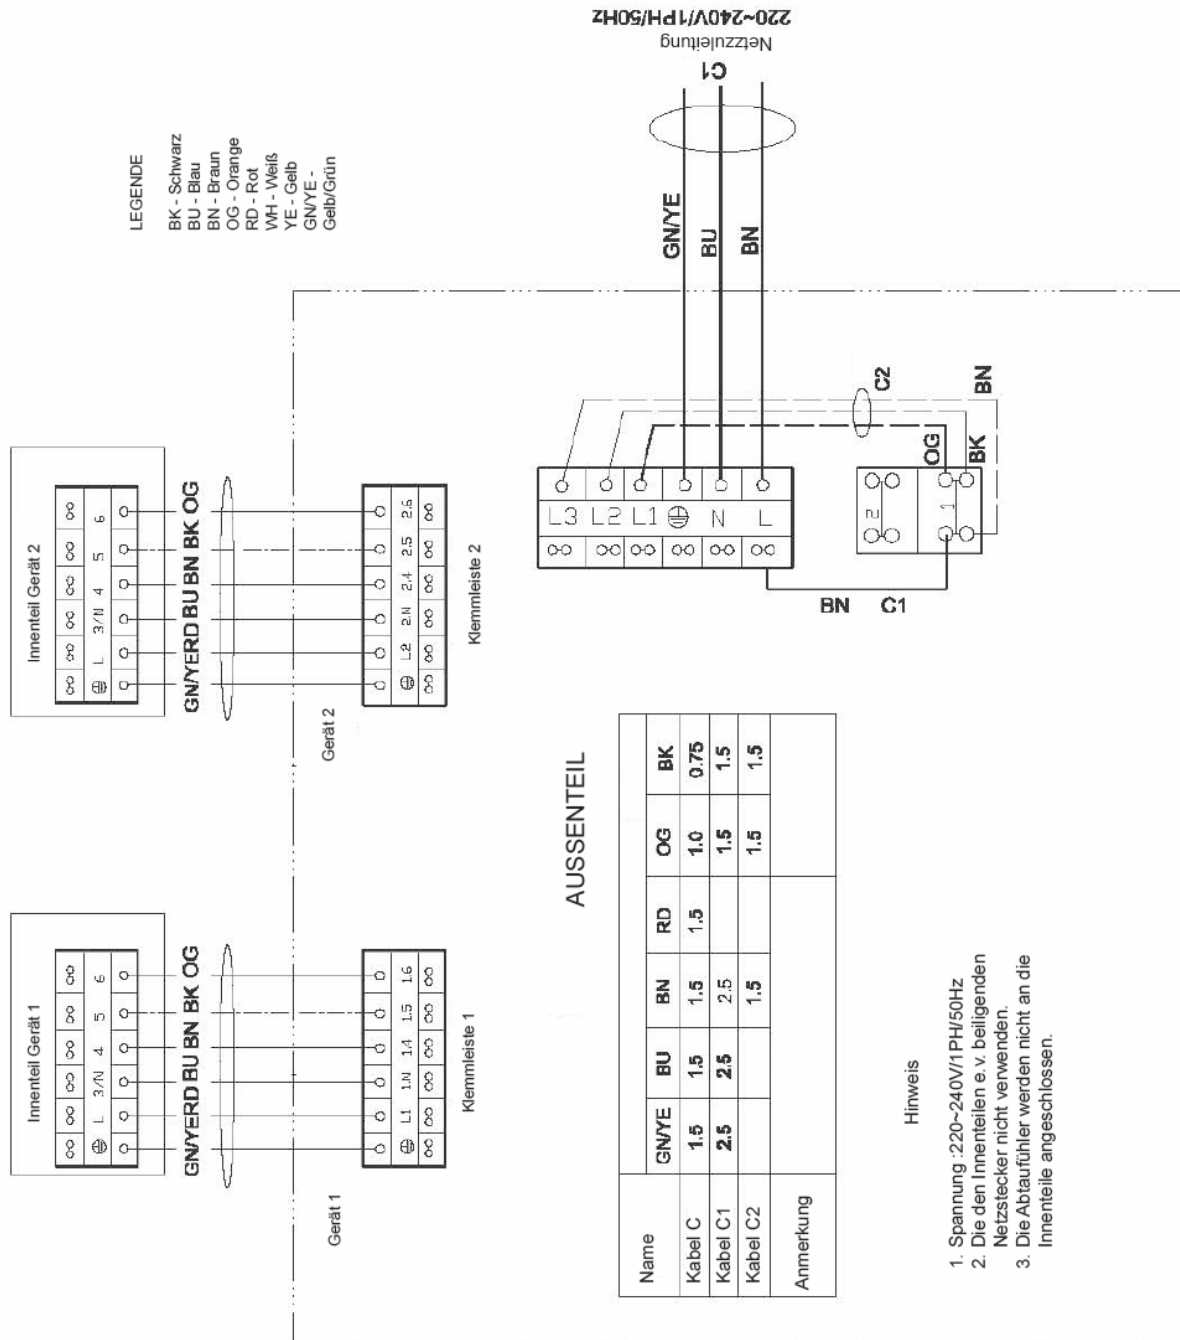 220~240V/1PH/50Hz
Netzzuleitung
C1
LEGENDE
BK - Schwarz
BU - Blau
BN - Braun
OG - Orange
RD - Rot
WH - Weiß
YE - Gelb
GN/YE -
Gelb/Grün
GN/YE
BU
BN
Innenteil Gerät 2
L 3/N 4 5 6
GN/YE RD BU BN BK OG
L2 2.N 2.4 2.5 2.6
Klemmleiste 2
Gerät 2
C2
BN
OG
BK
L3 L2 L1 N L
2 1
BN C1
Innenteil Gerät 1
L 3/N 4 5 6
GN/YE RD BU BN BK OG
L1 1.N 1.4 1.5 1.6
Klemmleiste 1
Gerät 1
AUSSENTEIL
Name GN/YE BU BN RD OG BK
Kabel C 1.5 1.5 1.5 1.5 1.0 0.75
Kabel C1 2.5 2.5 2.5 1.5 1.5
Kabel C2 1.5 1.5 1.5
Anmerkung
Hinweis
1. Spannung :220~240V/1PH/50Hz
2. Die den Innenteilen e.v. beiligenden
Netzstecker nicht verwenden.
3. Die Abtaufühler werden nicht an die
Innenteile angeschlossen.